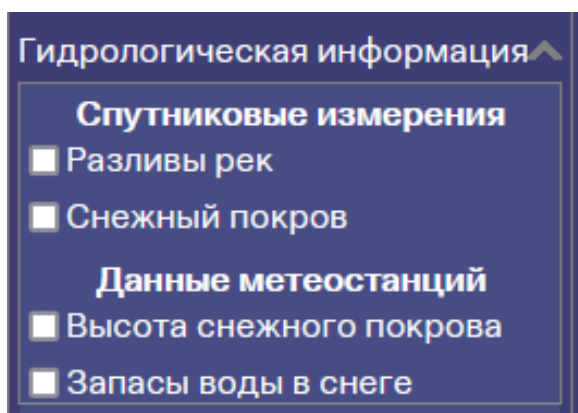 Гидрологическая информация
Спутниковые измерения
Разливы рек
Снежный покров
Данные метеостанций
Высота снежного покрова
Запасы воды в снеге